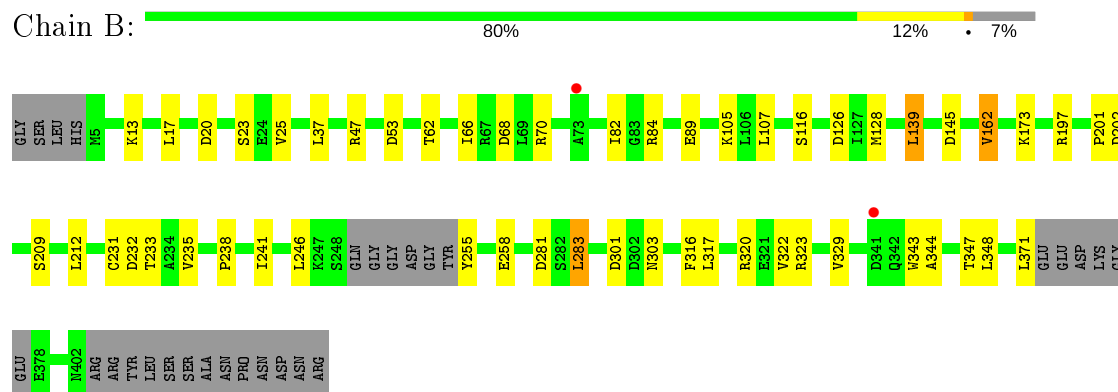 Chain B:
80% 12% • 7%
GLY SER LEU HIS M5 K13 L17 D20 S23 E24 V25 L37 R47 D53 T62 I66 R67 D68 L69 R70 A73 I82 G83 R84 E89 K105 L106 L107 S116 D126 I127 M128 L139 D145 V162 K173 R197 P201
S209 L212 C231 D232 T233 A234 V235 P238 I241 L246 K247 S248 GLN GLY GLY ASP GLY TYR Y255 E258 D281 S282 L283 D301 D302 N303 F316 L317 R320 E321 V322 R323 V329 D341 Q342 W343 A344 T347 L348 L371 GLU GLU ASP LYS GLY
GLU E378 N402 ARG ARG TYR LEU SER SER ALA ASN PRO ASN ASP ASN ARG